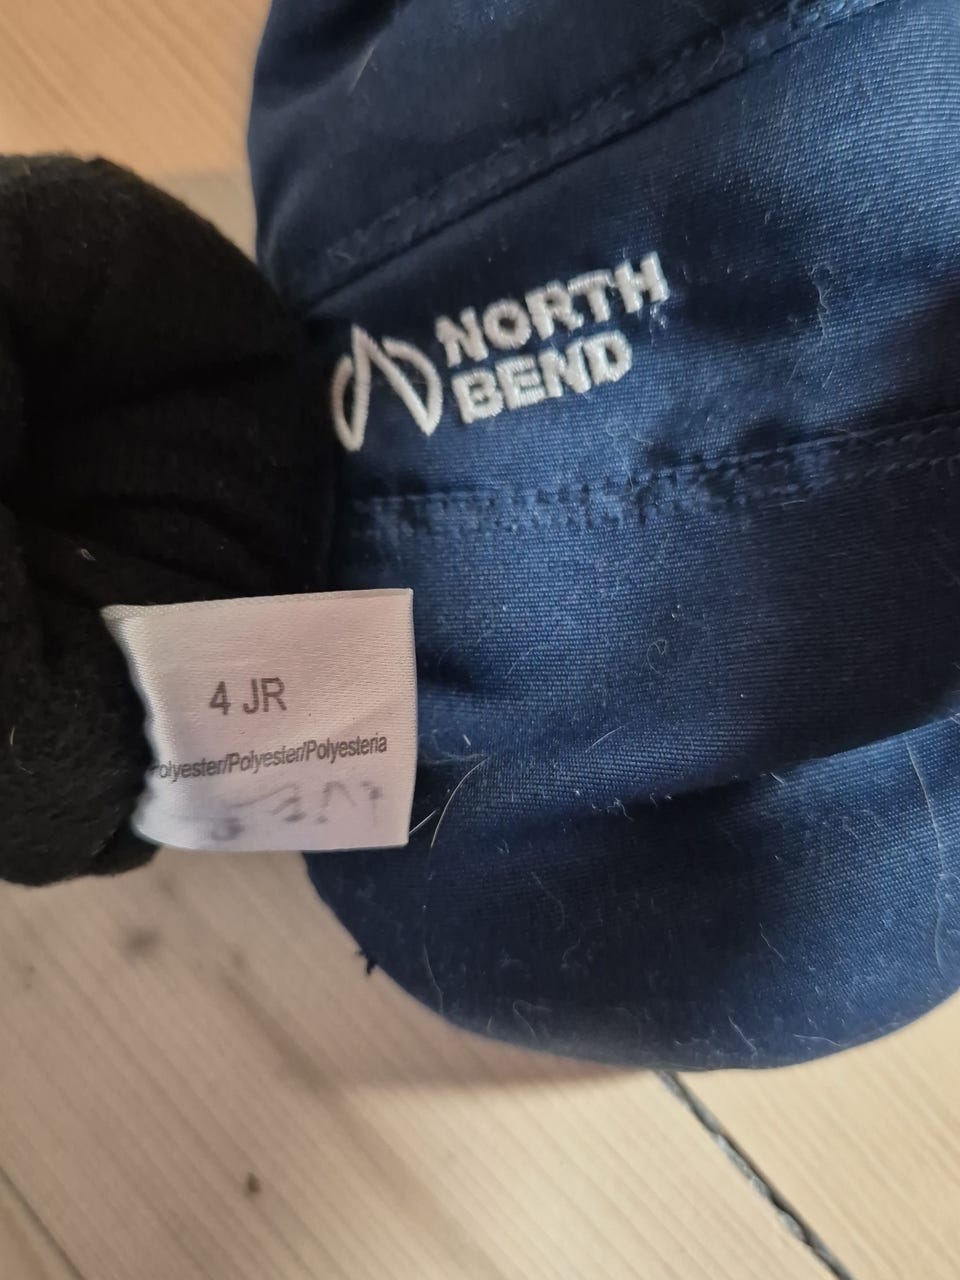 NORTH
BEND
4 JR
olyester/Polyester/Polyesteria